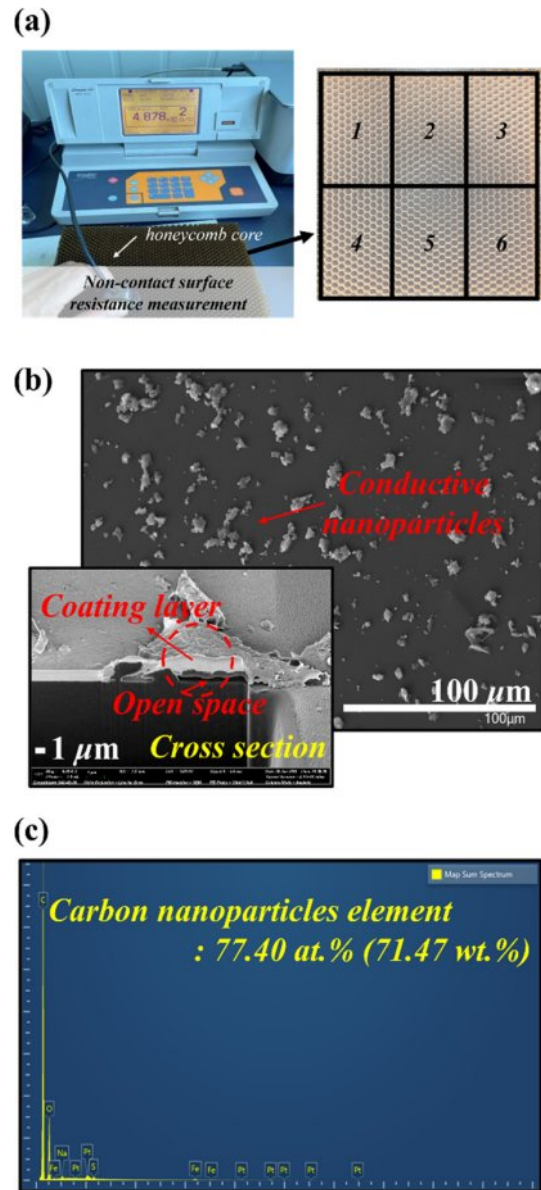 (a)
4.878 2
honeycomb core
Non-contact surface
resistance measurement
1 2 3
4 5 6
(b)
Conductive
nanoparticles
100 μm
100μm
Coating layer
Open space
1 μm
Cross section
(c)
Map Sum Spectrum
C
Carbon nanoparticles element
: 77.40 at.% (71.47 wt.%)
O
Na Pt
Fe Pt S Fe Fe Pt Pt Pt Pt Pt